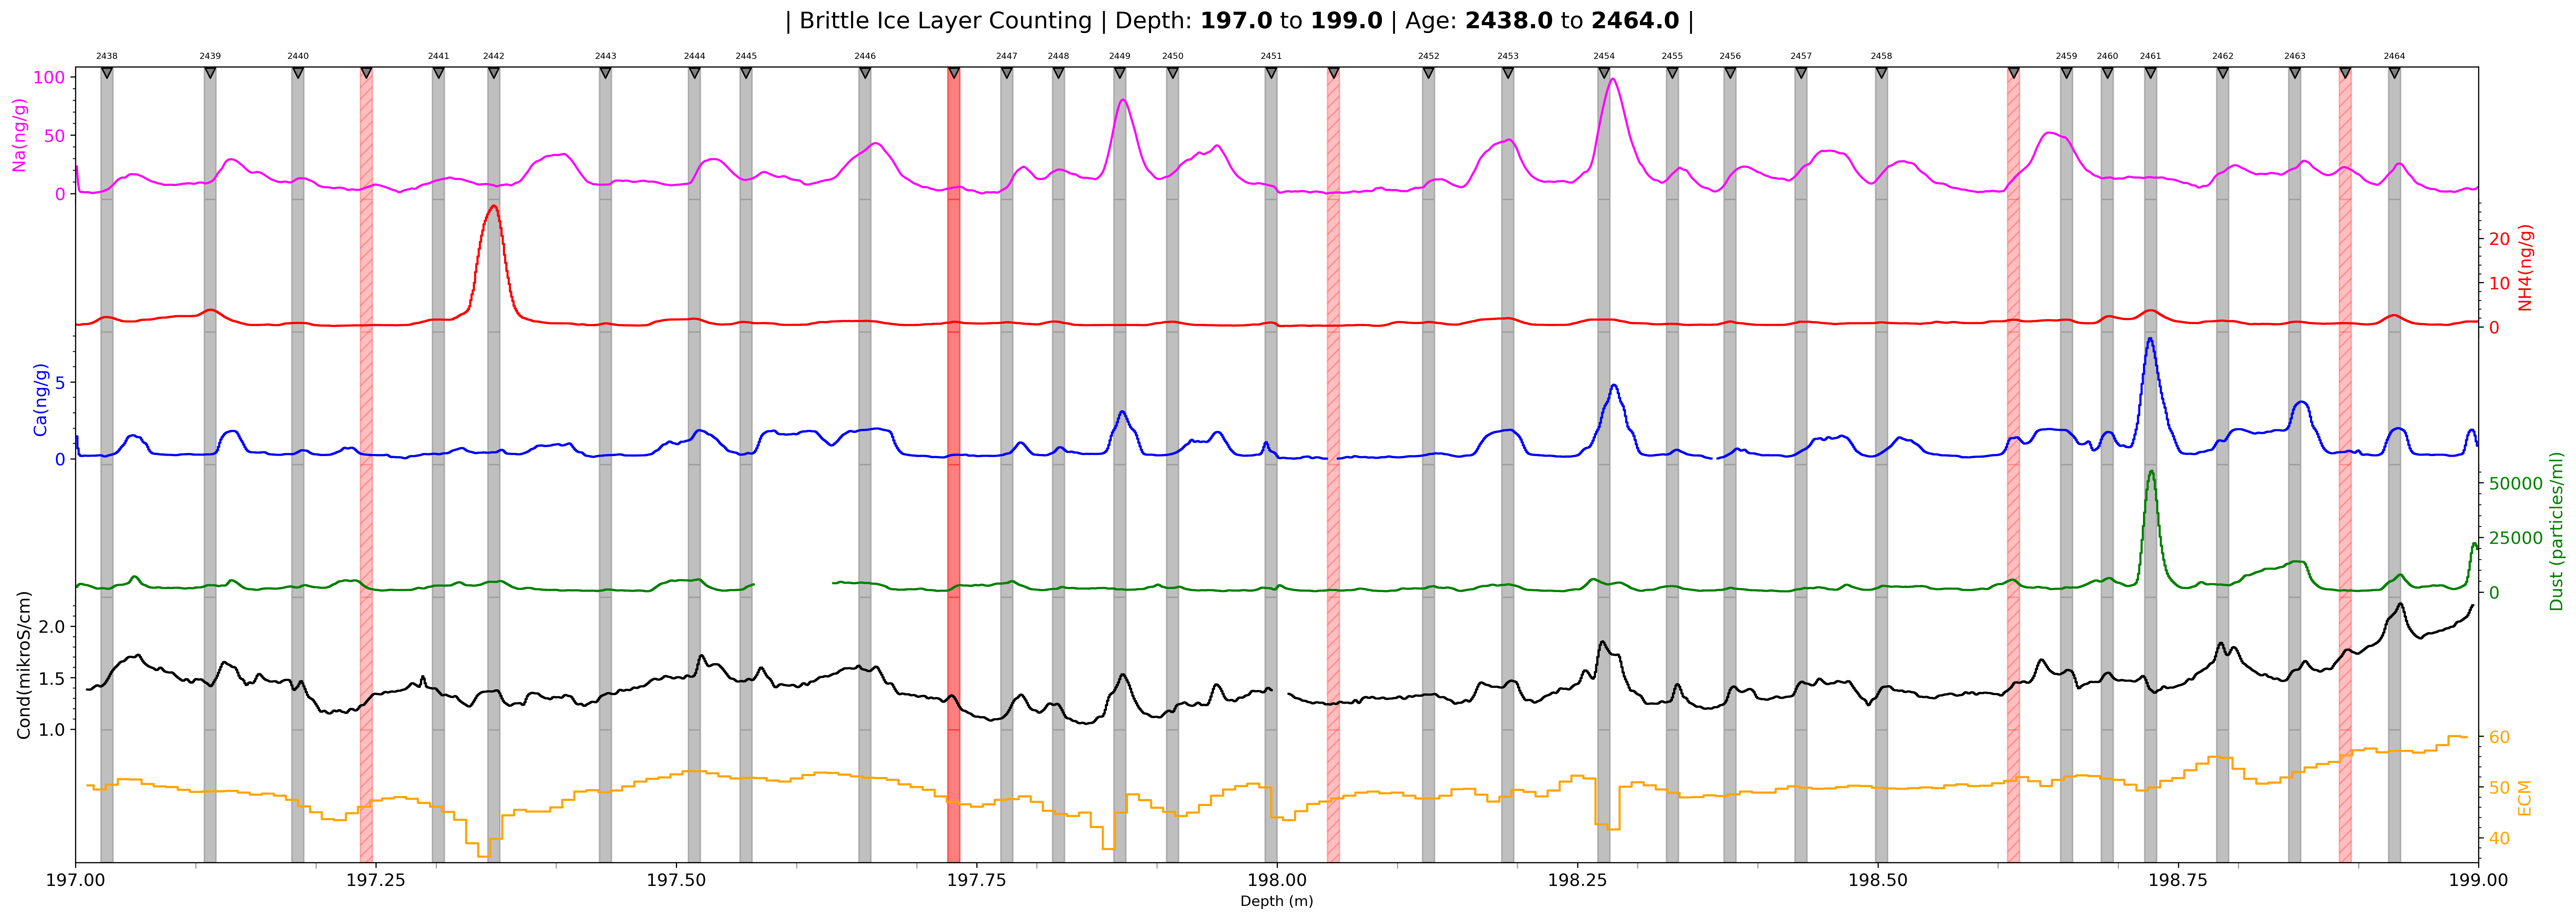 | Brittle Ice Layer Counting | Depth: 197.0 to 199.0 | Age: 2438.0 to 2464.0 |
2438 2439 2440 2441 2442 2443 2444 2445 2446 2447 2448 2449 2450 2451 2452 2453 2454 2455 2456 2457 2458 2459 2460 2461 2462 2463 2464
Na(ng/g)
100
50
0
NH4(ng/g)
20
10
0
Ca(ng/g)
5
0
Dust (particles/ml)
50000
25000
0
Cond(mikroS/cm)
2.0
1.5
1.0
ECM
60
50
40
197.00 197.25 197.50 197.75 198.00 198.25 198.50 198.75 199.00
Depth (m)